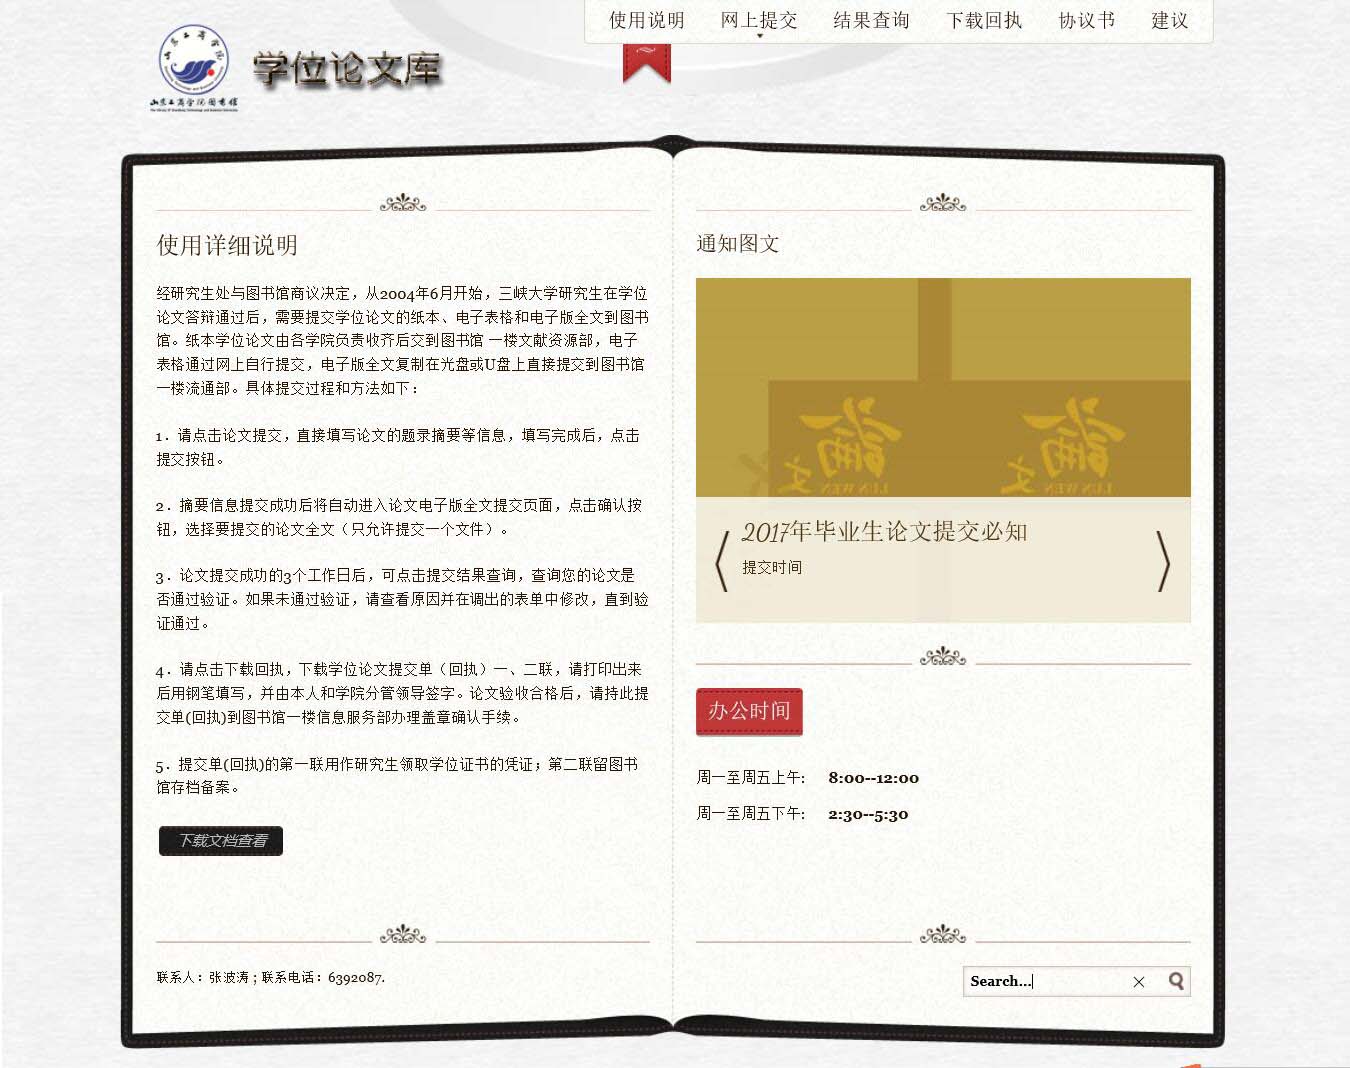 使用说明 网上提交 结果查询 下载回执 协议书 建议
山东工商学院
山东工商学院图书馆
学位论文库
使用详细说明
经研究生处与图书馆商议决定，从2004年6月开始，三峡大学研究生在学位
论文答辩通过后，需要提交学位论文的纸本、电子表格和电子版全文到图书
馆。纸本学位论文由各学院负责收齐后交到图书馆 一楼文献资源部，电子
表格通过网上自行提交，电子版全文复制在光盘或U盘上直接提交到图书馆
一楼流通部。具体提交过程和方法如下：
1．请点击论文提交，直接填写论文的题录摘要等信息，填写完成后，点击
提交按钮。
2．摘要信息提交成功后将自动进入论文电子版全文提交页面，点击确认按
钮，选择要提交的论文全文（只允许提交一个文件）。
3．论文提交成功的3个工作日后，可点击提交结果查询，查询您的论文是
否通过验证。如果未通过验证，请查看原因并在调出的表单中修改，直到验
证通过。
4．请点击下载回执，下载学位论文提交单（回执）一、二联，请打印出来
后用钢笔填写，并由本人和学院分管领导签字。论文验收合格后，请持此提
交单(回执)到图书馆一楼信息服务部办理盖章确认手续。
5．提交单(回执)的第一联用作研究生领取学位证书的凭证；第二联留图书
馆存档备案。
下载文档查看
联系人：张波涛；联系电话：6392087.
通知图文
論文 論文
LUN WEN LUN WEN
2017年毕业生论文提交必知
提交时间
办公时间
周一至周五上午: 8:00--12:00
周一至周五下午: 2:30--5:30
Search...